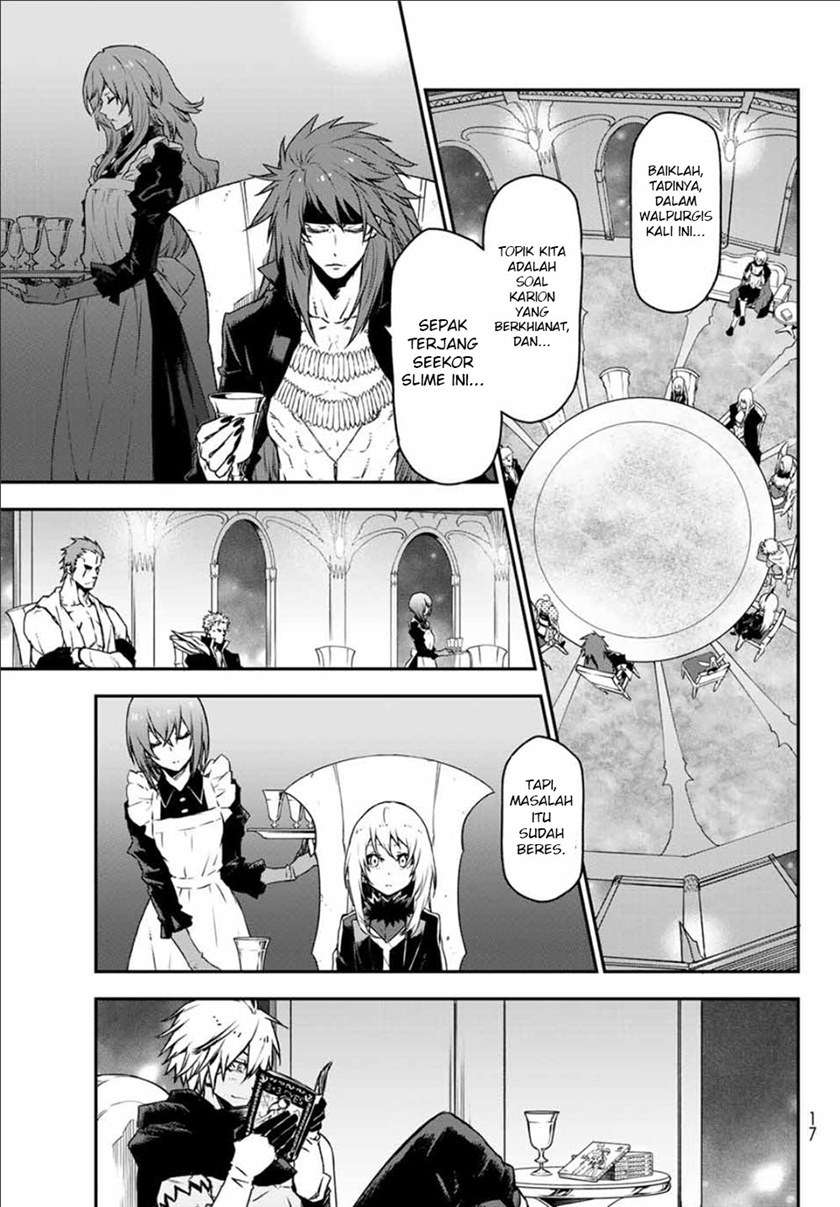 BAIKLAH,
TADINYA,
DALAM
WALPURGIS
KALI INI...
TOPIK KITA
ADALAH
SOAL
KARION
YANG
BERKHIANAT,
DAN...
SEPAK
TERJANG
SEEKOR
SLIME INI...
TAPI,
MASALAH
ITU
SUDAH
BERES.
17